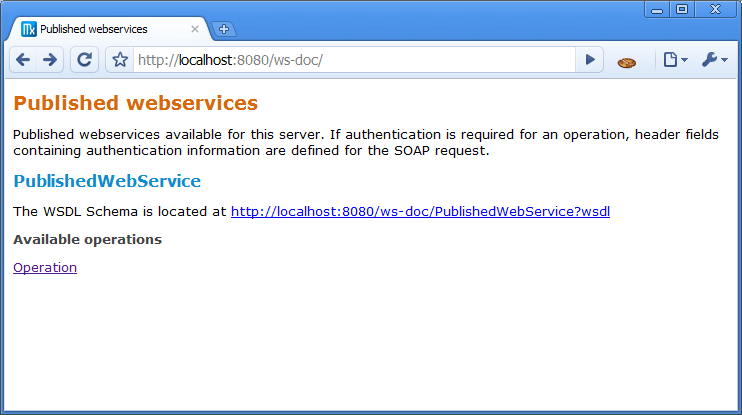 Published webservices
http://localhost:8080/ws-doc/
Published webservices
Published webservices available for this server. If authentication is required for an operation, header fields
containing authentication information are defined for the SOAP request.
PublishedWebService
The WSDL Schema is located at http://localhost:8080/ws-doc/PublishedWebService?wsdl
Available operations
Operation